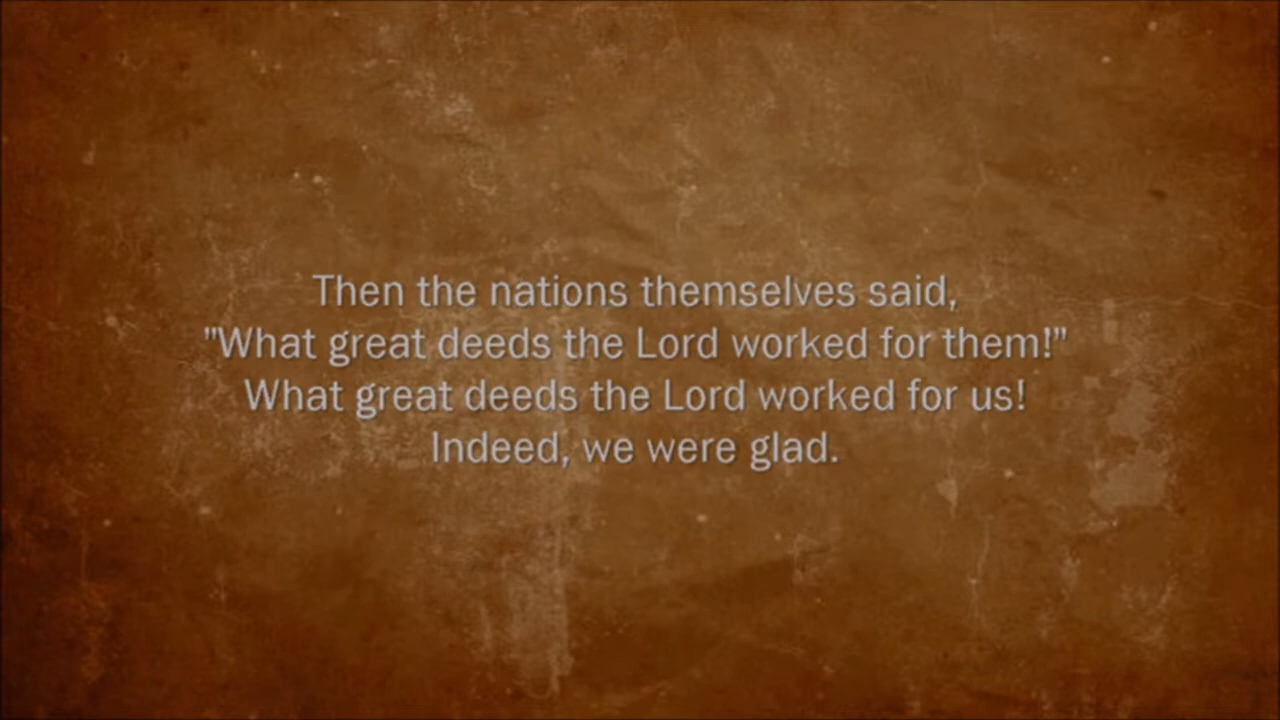 Then the nations themselves said,
"What great deeds the Lord worked for them!"
What great deeds the Lord worked for us!
Indeed, we were glad.